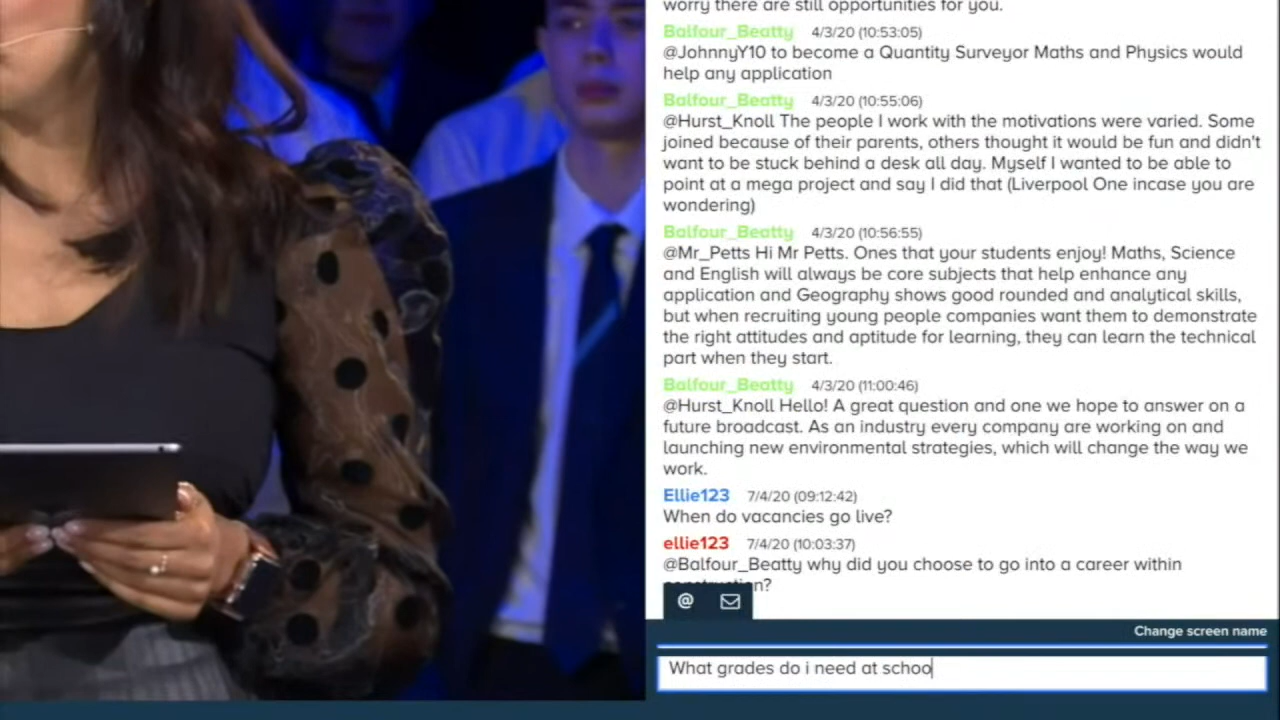 worry there are still opportunities for you.
Balfour_Beatty 4/3/20 (10:53:05)
@JohnnyY10 to become a Quantity Surveyor Maths and Physics would
help any application
Balfour_Beatty 4/3/20 (10:55:06)
@Hurst_Knoll The people I work with the motivations were varied. Some
joined because of their parents, others thought it would be fun and didn't
want to be stuck behind a desk all day. Myself I wanted to be able to
point at a mega project and say I did that (Liverpool One incase you are
wondering)
Balfour_Beatty 4/3/20 (10:56:55)
@Mr_Petts Hi Mr Petts. Ones that your students enjoy! Maths, Science
and English will always be core subjects that help enhance any
application and Geography shows good rounded and analytical skills,
but when recruiting young people companies want them to demonstrate
the right attitudes and aptitude for learning, they can learn the technical
part when they start.
Balfour_Beatty 4/3/20 (11:00:46)
@Hurst_Knoll Hello! A great question and one we hope to answer on a
future broadcast. As an industry every company are working on and
launching new environmental strategies, which will change the way we
work.
Ellie123 7/4/20 (09:12:42)
When do vacancies go live?
ellie123 7/4/20 (10:03:37)
@Balfour_Beatty why did you choose to go into a career within
construction?
@
Change screen name
What grades do i need at schoo